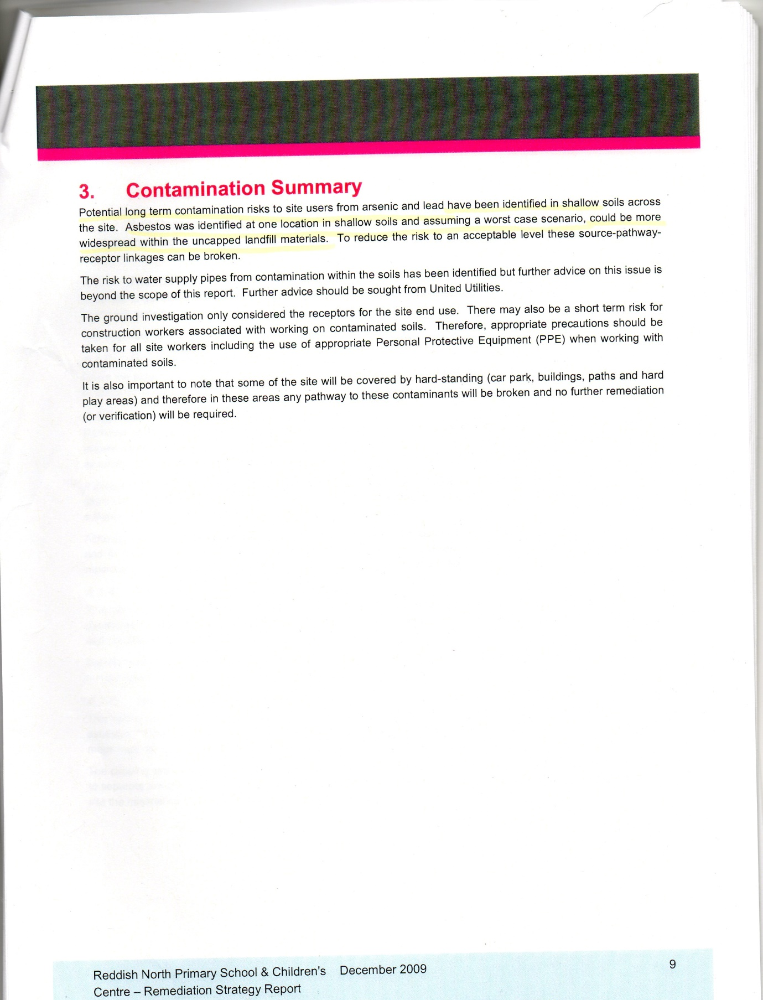 3. Contamination Summary
Potential long term contamination risks to site users from arsenic and lead have been identified in shallow soils across
the site. Asbestos was identified at one location in shallow soils and assuming a worst case scenario, could be more
widespread within the uncapped landfill materials. To reduce the risk to an acceptable level these source-pathway-
receptor linkages can be broken.
The risk to water supply pipes from contamination within the soils has been identified but further advice on this issue is
beyond the scope of this report. Further advice should be sought from United Utilities.
The ground investigation only considered the receptors for the site end use. There may also be a short term risk for
construction workers associated with working on contaminated soils. Therefore, appropriate precautions should be
taken for all site workers including the use of appropriate Personal Protective Equipment (PPE) when working with
contaminated soils.
It is also important to note that some of the site will be covered by hard-standing (car park, buildings, paths and hard
play areas) and therefore in these areas any pathway to these contaminants will be broken and no further remediation
(or verification) will be required.
Reddish North Primary School & Children's December 2009 9
Centre – Remediation Strategy Report